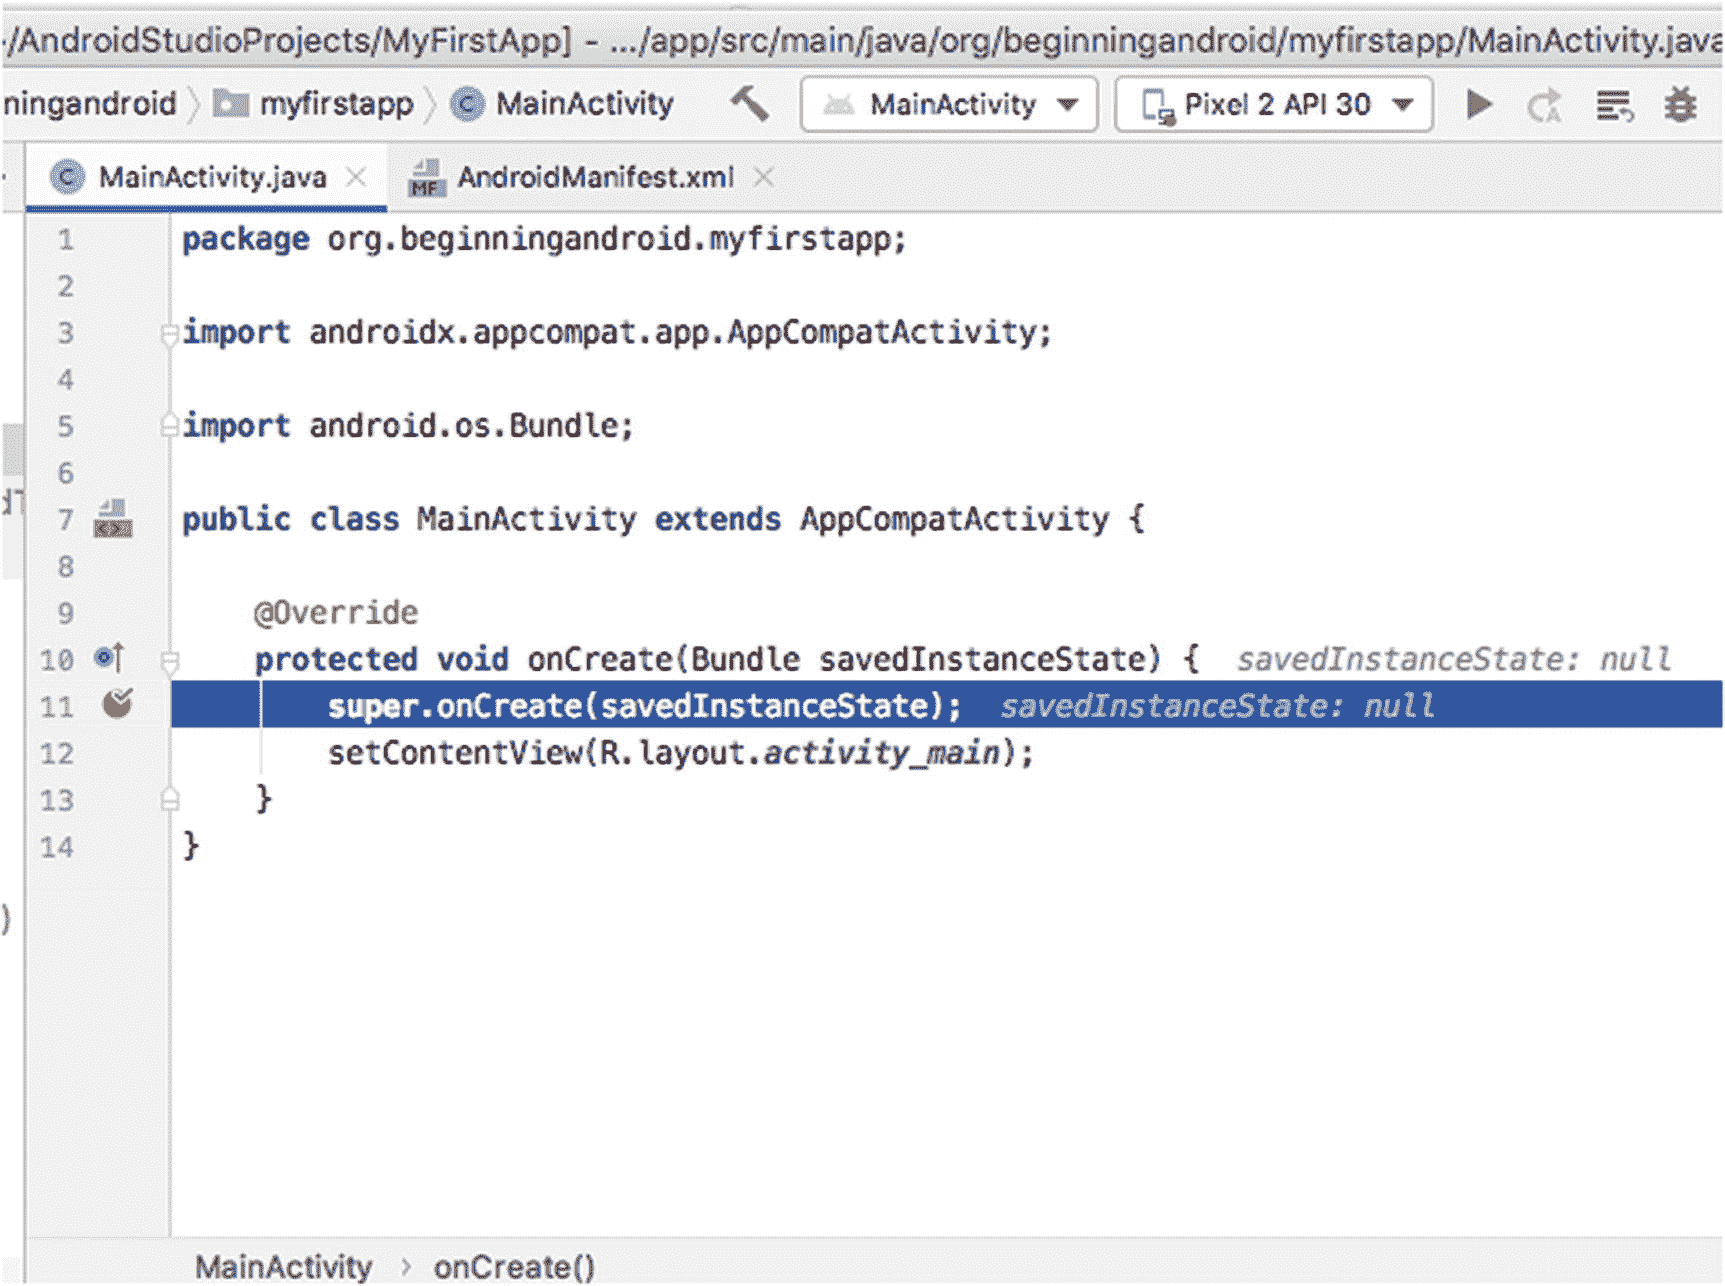 -/AndroidStudioProjects/MyFirstApp] - .../app/src/main/java/org/beginningandroid/myfirstapp/MainActivity.java
ningandroid myfirstapp MainActivity MainActivity Pixel 2 API 30
MainActivity.java AndroidManifest.xml
1 package org.beginningandroid.myfirstapp;
2
3 import androidx.appcompat.app.AppCompatActivity;
4
5 import android.os.Bundle;
6
7 public class MainActivity extends AppCompatActivity {
8
9 @Override
10 protected void onCreate(Bundle savedInstanceState) { savedInstanceState: null
11 super.onCreate(savedInstanceState); savedInstanceState: null
12 setContentView(R.layout.activity_main);
13 }
14 }
MainActivity > onCreate()